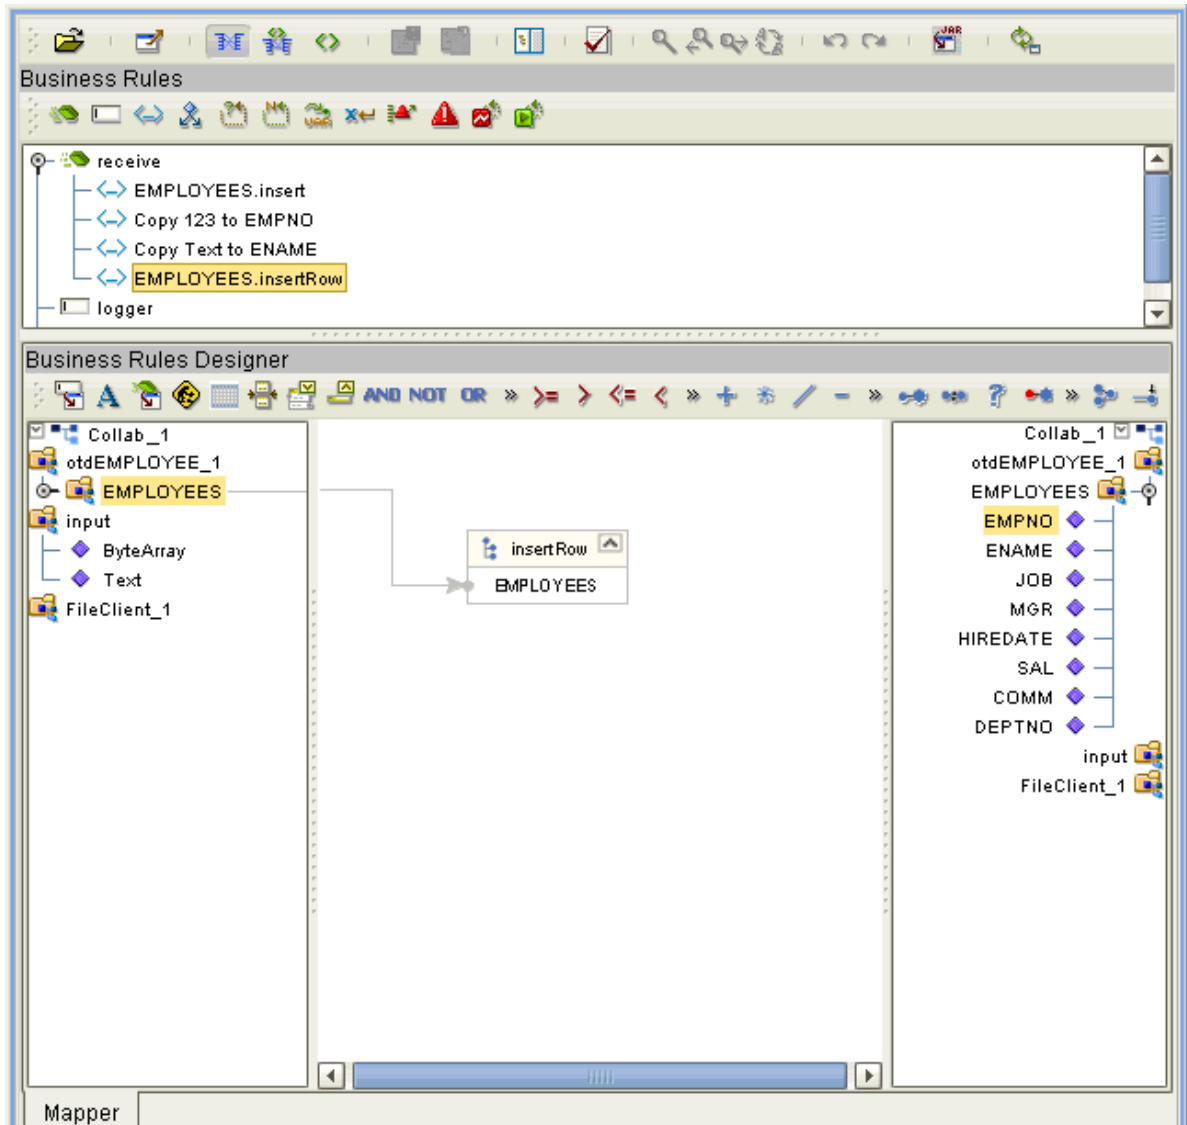 JAR
Business Rules
JAR
receive
EMPLOYEES.insert
Copy 123 to EMPNO
Copy Text to ENAME
EMPLOYEES.insertRow
logger
Business Rules Designer
A AND NOT OR » >= > <= < » + * / - » ? »
Collab_1
otdEMPLOYEE_1
EMPLOYEES
input
ByteArray
Text
FileClient_1
insertRow
EMPLOYEES
Collab_1
otdEMPLOYEE_1
EMPLOYEES
EMPNO
ENAME
JOB
MGR
HIREDATE
SAL
COMM
DEPTNO
input
FileClient_1
Mapper